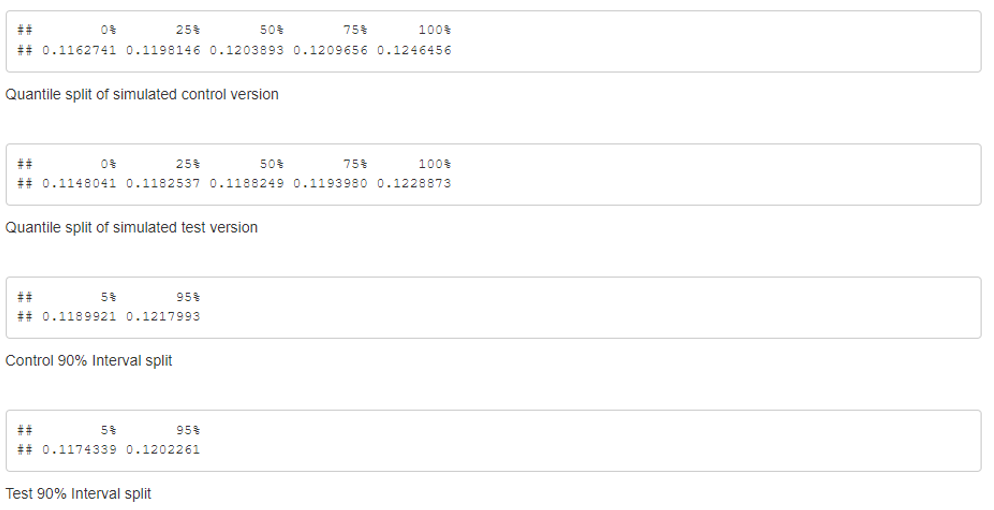 ## 0% 25% 50% 75% 100%
## 0.1162741 0.1198146 0.1203893 0.1209656 0.1246456
Quantile split of simulated control version
## 0% 25% 50% 75% 100%
## 0.1148041 0.1182537 0.1188249 0.1193980 0.1228873
Quantile split of simulated test version
## 5% 95%
## 0.1189921 0.1217993
Control 90% Interval split
## 5% 95%
## 0.1174339 0.1202261
Test 90% Interval split